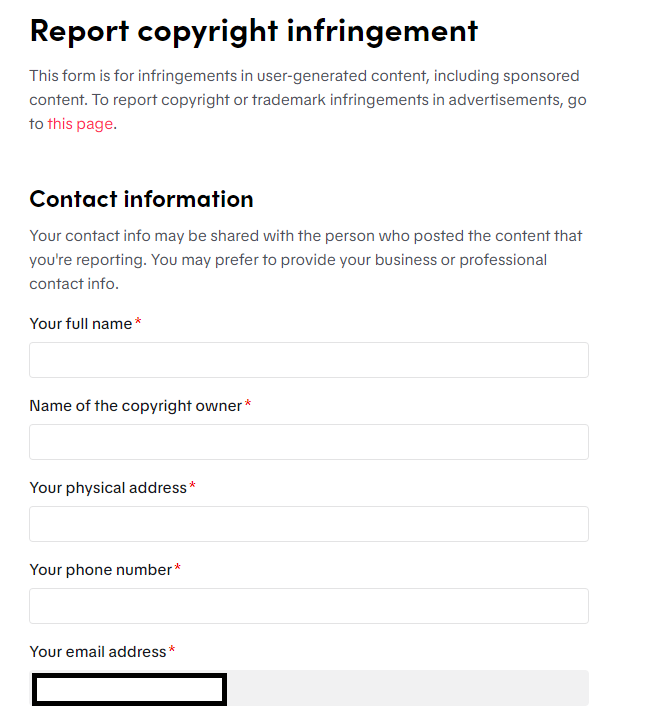 Report copyright infringement
This form is for infringements in user-generated content, including sponsored
content. To report copyright or trademark infringements in advertisements, go
to this page.
Contact information
Your contact info may be shared with the person who posted the content that
you're reporting. You may prefer to provide your business or professional
contact info.
Your full name*
Name of the copyright owner*
Your physical address*
Your phone number*
Your email address*